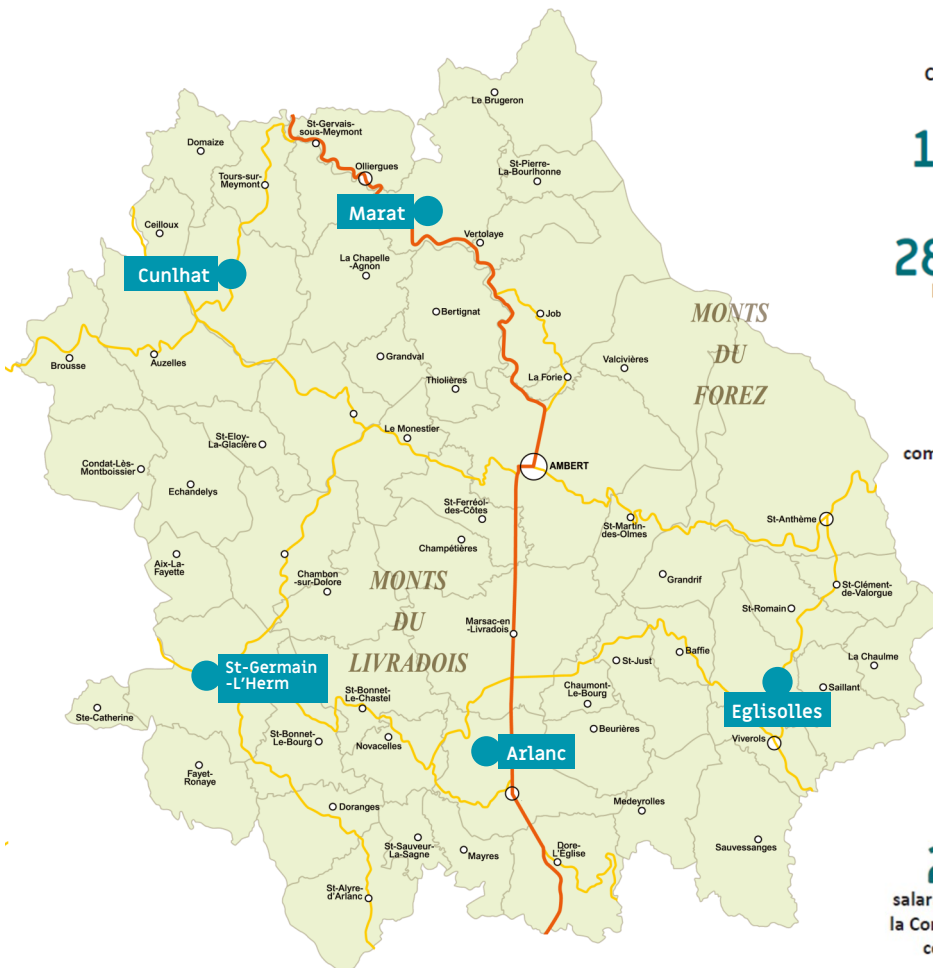 Le Brugeron
St-Gervais-
sous-Meymont
Domaize
Olliergues
St-Pierre-
La-Bourlhonne
Tours-sur-
Meymont
Marat
Ceilloux
Vertolaye
La Chapelle
-Agnon
Cunlhat
Bertignat
Job
MONTS
DU
FOREZ
Grandval
Valcivières
Brousse
Auzelles
La Forie
Thiolières
Le Monestier
St-Eloy-
La-Glacière
Condat-Lès-
Montboissier
AMBERT
Echandelys
St-Ferréol-
des-Côtes
St-Martin-
des-Olmes
St-Anthème
Champétières
Aix-La-
Fayette
Chambon
-sur-Dolore
MONTS
DU
LIVRADOIS
Grandrif
St-Clément-
de-Valorgue
St-Romain
Marsac-en
-Livradois
St-Just
Baffie
La Chaulme
St-Germain
-L'Herm
St-Bonnet-
Le-Chastel
Chaumont-
Le-Bourg
Saillant
Eglisolles
Ste-Catherine
St-Bonnet-
Le-Bourg
Novacelles
Beurières
Arlanc
Viverols
Fayet-
Ronaye
Doranges
Medeyrolles
St-Sauveur-
La-Sagne
Mayres
Dore-
L'Église
Sauvessanges
St-Alyre-
d'Arlanc
1
28
com
salar
la Co